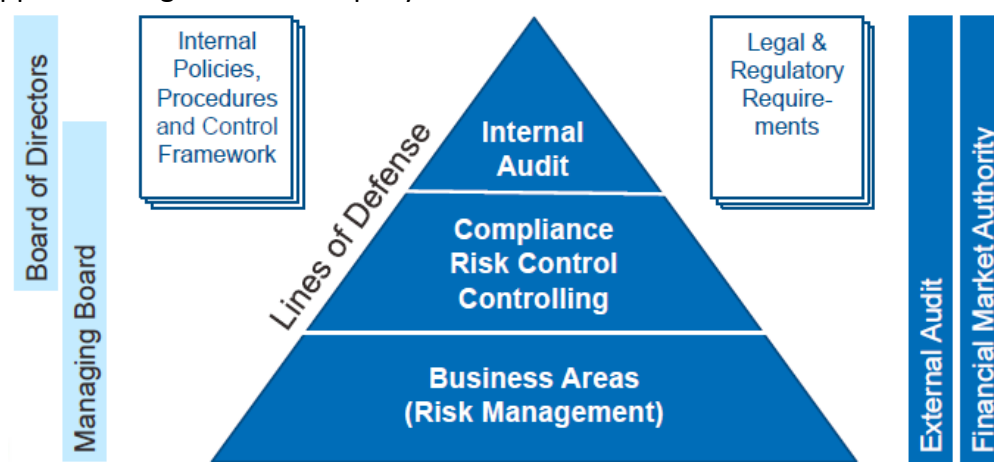 Board of Directors
Managing Board
Internal
Policies,
Procedures
and Control
Framework
Lines of Defense
Internal
Audit
Compliance
Risk Control
Controlling
Business Areas
(Risk Management)
Legal &
Regulatory
Require-
ments
External Audit
Financial Market Authority